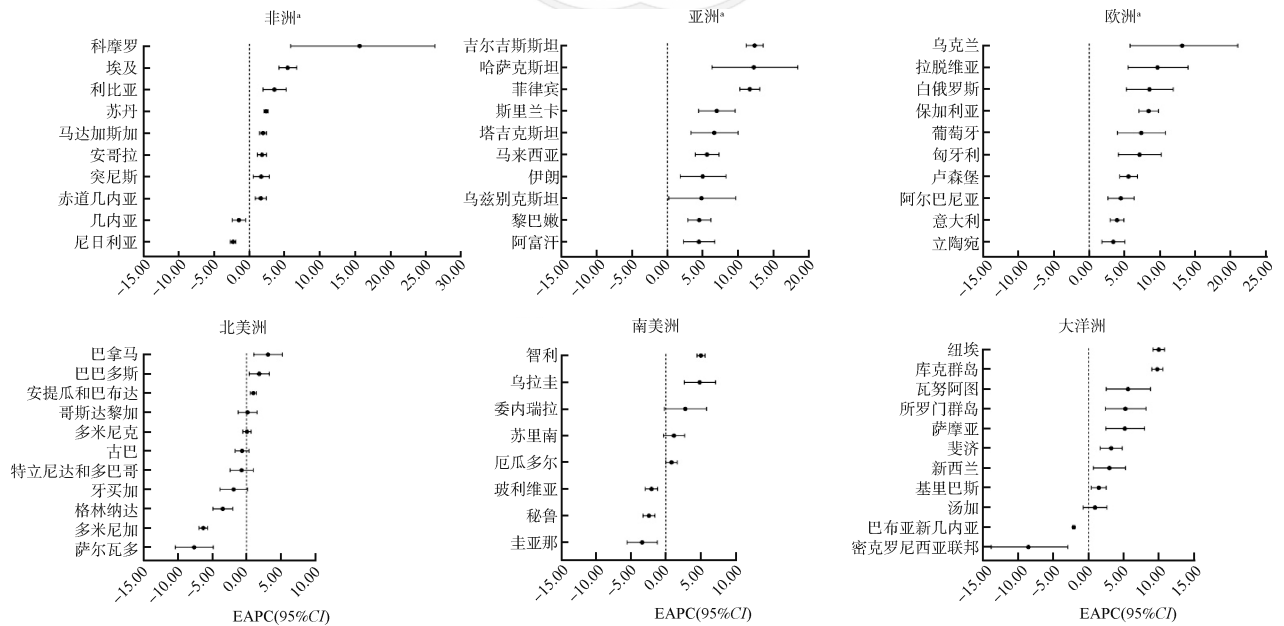 非洲a
科摩罗
埃及
利比亚
苏丹
马达加斯加
安哥拉
突尼斯
赤道几内亚
几内亚
尼日利亚
-15.00
-10.00
-5.00
0.00
5.00
10.00
15.00
20.00
25.00
30.00
亚洲a
吉尔吉斯斯坦
哈萨克斯坦
菲律宾
斯里兰卡
塔吉克斯坦
马来西亚
伊朗
乌兹别克斯坦
黎巴嫩
阿富汗
-15.00
-10.00
-5.00
0.00
5.00
10.00
15.00
20.00
欧洲a
乌克兰
拉脱维亚
白俄罗斯
保加利亚
葡萄牙
匈牙利
卢森堡
阿尔巴尼亚
意大利
立陶宛
-15.00
-10.00
-5.00
0.00
5.00
10.00
15.00
20.00
25.00
北美洲
巴拿马
巴巴多斯
安提瓜和巴布达
哥斯达黎加
多米尼克
古巴
特立尼达和多巴哥
牙买加
格林纳达
多米尼加
萨尔瓦多
-15.00
-10.00
-5.00
0.00
5.00
10.00
EAPC(95%CI)
南美洲
智利
乌拉圭
委内瑞拉
苏里南
厄瓜多尔
玻利维亚
秘鲁
圭亚那
-15.00
-10.00
-5.00
0.00
5.00
10.00
EAPC(95%CI)
大洋洲
纽埃
库克群岛
瓦努阿图
所罗门群岛
萨摩亚
斐济
新西兰
基里巴斯
汤加
巴布亚新几内亚
密克罗尼西亚联邦
-15.00
-10.00
-5.00
0.00
5.00
10.00
15.00
EAPC(95%CI)